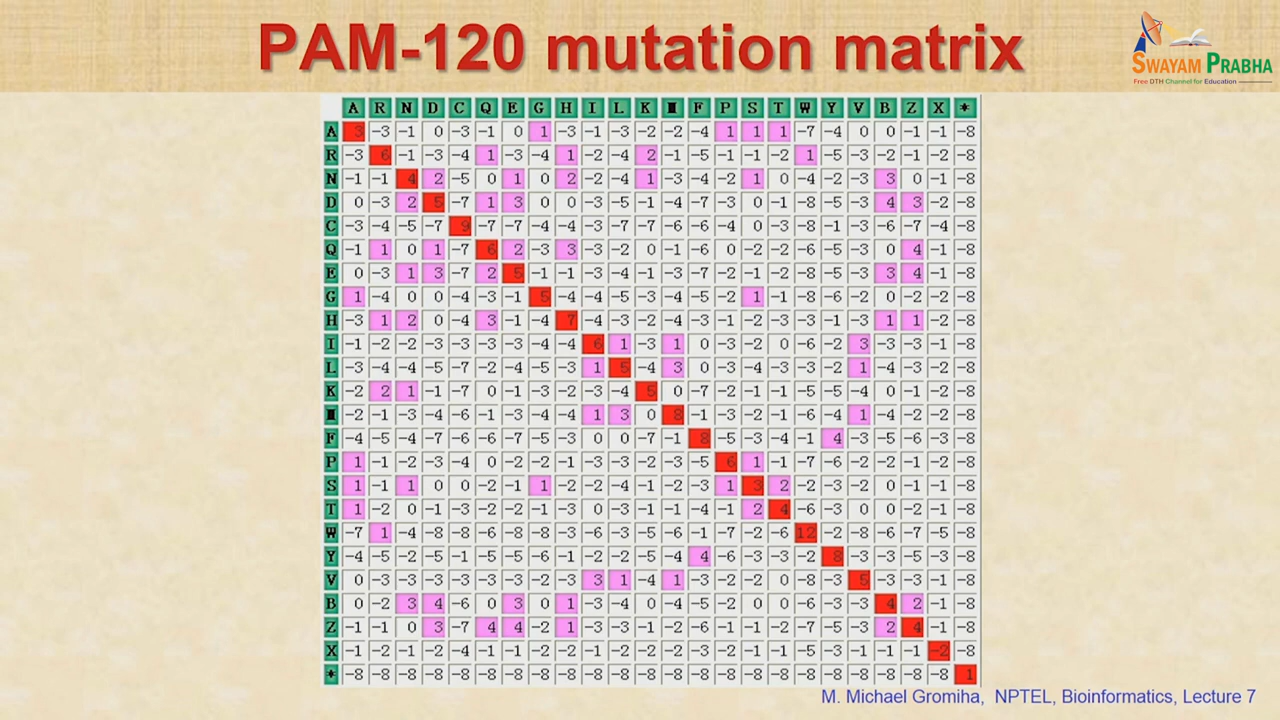 PAM-120 mutation matrix
SWAYAM PRABHA
Free DTH Channel for Education
A R N D C Q E G H I L K M F P S T W Y V B Z X *
A 3 -3 -1 0 -3 -1 0 1 -3 -1 -3 -2 -2 -4 1 1 1 -7 -4 0 0 -1 -1 -8
R -3 6 -1 -3 -4 1 -3 -4 1 -2 -4 2 -1 -5 -1 -1 -2 1 -5 -3 -2 -1 -2 -8
N -1 -1 4 2 -5 0 1 0 2 -2 -4 1 -3 -4 -2 1 0 -4 -2 -3 3 0 -1 -8
D 0 -3 2 5 -7 1 3 0 0 -3 -5 -1 -4 -7 -3 0 -1 -8 -5 -3 4 3 -2 -8
C -3 -4 -5 -7 9 -7 -7 -4 -4 -3 -7 -7 -6 -6 -4 0 -3 -8 -1 -3 -6 -7 -4 -8
Q -1 1 0 1 -7 6 2 -3 3 -3 -2 0 -1 -6 0 -2 -2 -6 -5 -3 0 4 -1 -8
E 0 -3 1 3 -7 2 5 -1 -1 -3 -4 -1 -3 -7 -2 -1 -2 -8 -5 -3 3 4 -1 -8
G 1 -4 0 0 -4 -3 -1 5 -4 -4 -5 -3 -4 -5 -2 1 -1 -8 -6 -2 0 -2 -2 -8
H -3 1 2 0 -4 3 -1 -4 7 -4 -3 -2 -4 -3 -1 -2 -3 -3 -1 -3 1 1 -2 -8
I -1 -2 -2 -3 -3 -3 -3 -4 -4 6 1 -3 1 0 -3 -2 0 -6 -2 3 -3 -3 -1 -8
L -3 -4 -4 -5 -7 -2 -4 -5 -3 1 5 -4 3 0 -3 -4 -3 -3 -2 1 -4 -3 -2 -8
K -2 2 1 -1 -7 0 -1 -3 -2 -3 -4 5 0 -7 -2 -1 -1 -5 -5 -4 0 -1 -2 -8
M -2 -1 -3 -4 -6 -1 -3 -4 -4 1 3 0 8 -1 -3 -2 -1 -6 -4 1 -4 -2 -2 -8
F -4 -5 -4 -7 -6 -6 -7 -5 -3 0 0 -7 -1 8 -5 -3 -4 -1 4 -3 -5 -6 -3 -8
P 1 -1 -2 -3 -4 0 -2 -2 -1 -3 -3 -2 -3 -5 6 1 -1 -7 -6 -2 -2 -1 -2 -8
S 1 -1 1 0 0 -2 -1 1 -2 -2 -4 -1 -2 -3 1 3 2 -2 -3 -2 0 -1 -1 -8
T 1 -2 0 -1 -3 -2 -2 -1 -3 0 -3 -1 -1 -4 -1 2 4 -6 -3 0 0 -2 -1 -8
W -7 1 -4 -8 -8 -6 -8 -8 -3 -6 -3 -5 -6 -1 -7 -2 -6 12 -2 -8 -6 -7 -5 -8
Y -4 -5 -2 -5 -1 -5 -5 -6 -1 -2 -2 -5 -4 4 -6 -3 -3 -2 8 -3 -3 -5 -3 -8
V 0 -3 -3 -3 -3 -3 -3 -2 -3 3 1 -4 1 -3 -2 -2 0 -8 -3 5 -3 -3 -1 -8
B 0 -2 3 4 -6 0 3 0 1 -3 -4 0 -4 -5 -2 0 0 -6 -3 -3 4 2 -1 -8
Z -1 -1 0 3 -7 4 4 -2 1 -3 -3 -1 -2 -6 -1 -1 -2 -7 -5 -3 2 4 -1 -8
X -1 -2 -1 -2 -4 -1 -1 -2 -2 -1 -2 -2 -2 -3 -2 -1 -1 -5 -3 -1 -1 -1 -2 -8
* -8 -8 -8 -8 -8 -8 -8 -8 -8 -8 -8 -8 -8 -8 -8 -8 -8 -8 -8 -8 -8 -8 -8 1
M. Michael Gromiha, NPTEL, Bioinformatics, Lecture 7